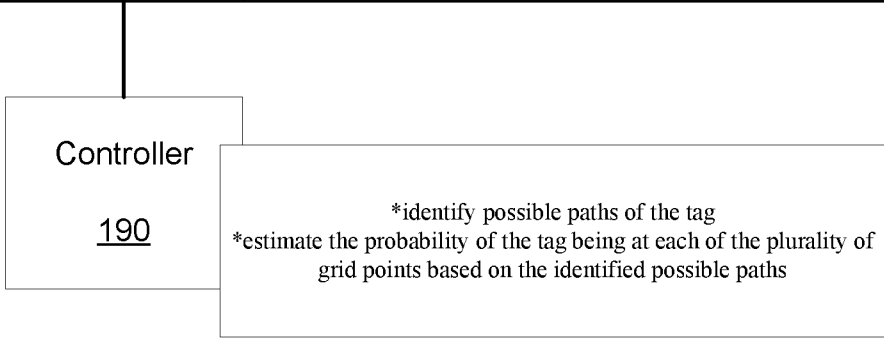 Controller
190
*identify possible paths of the tag
*estimate the probability of the tag being at each of the plurality of
grid points based on the identified possible paths